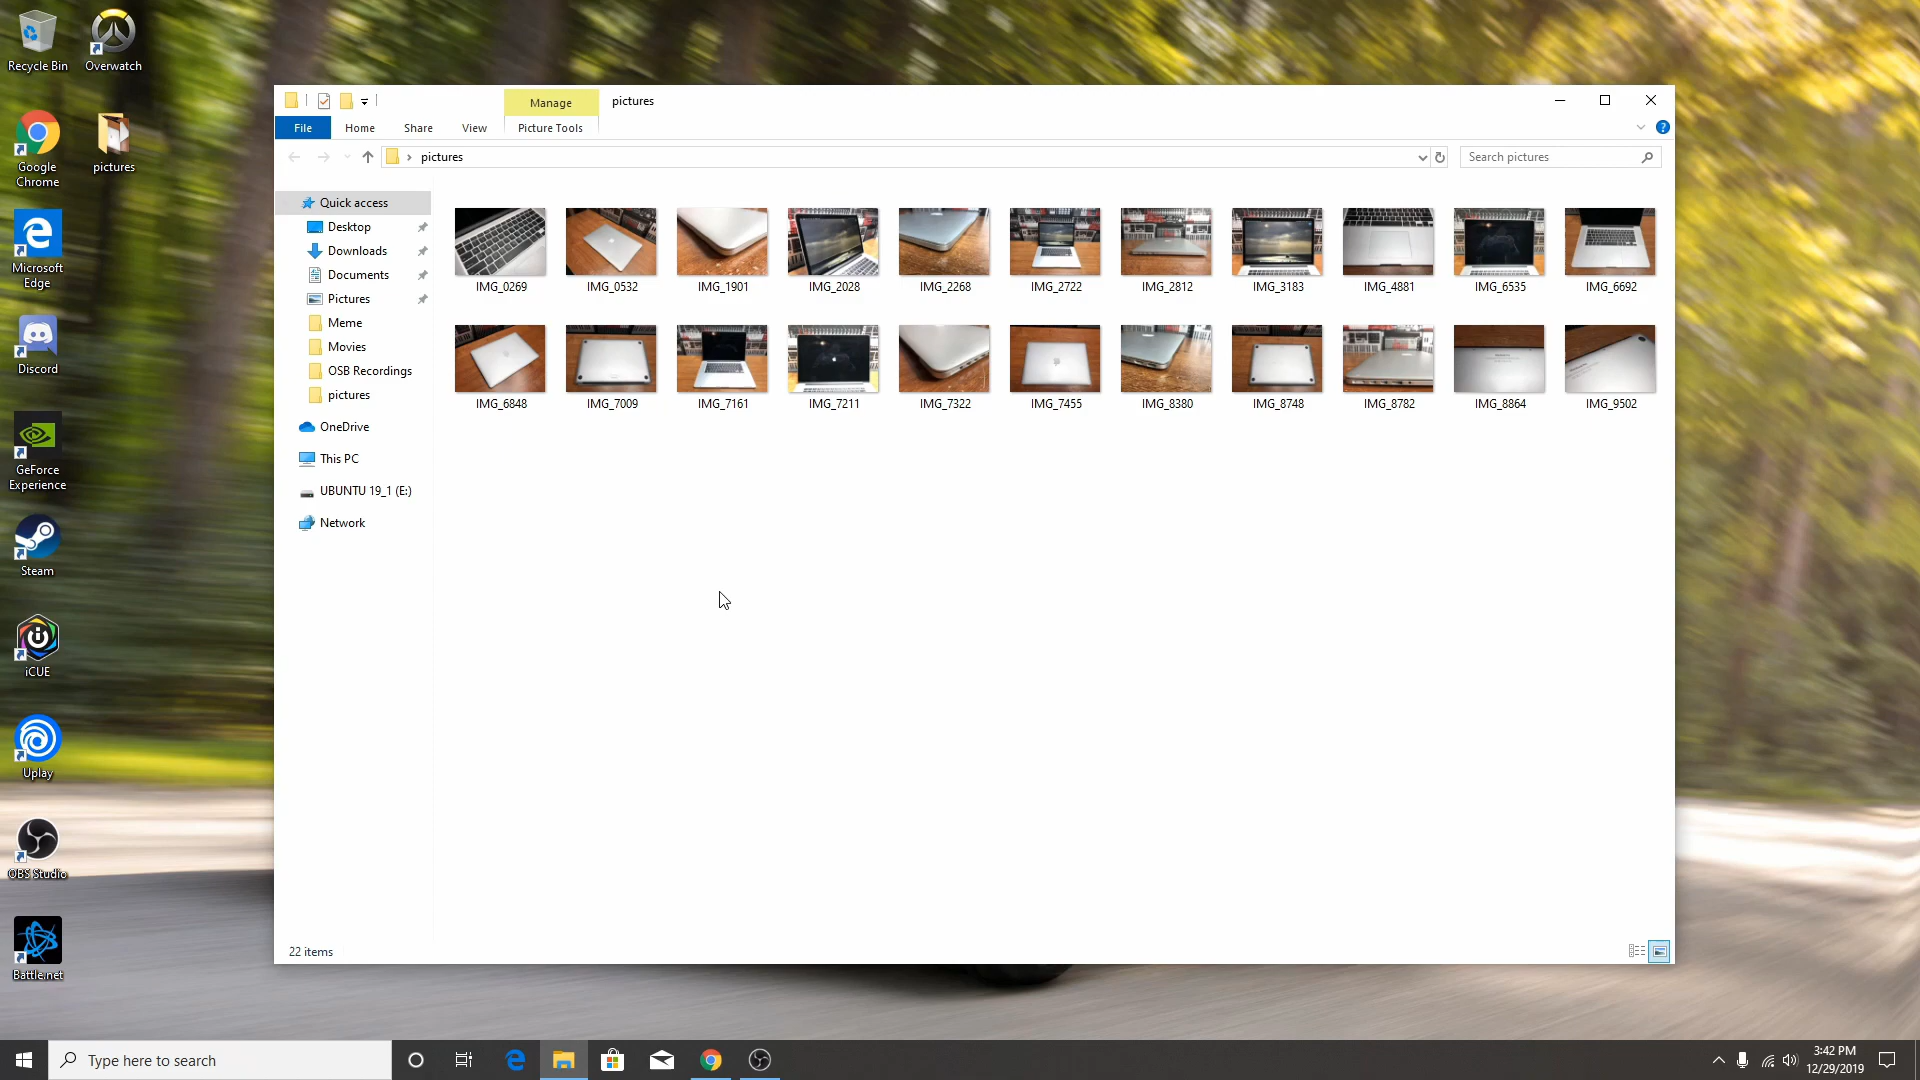 Recycle Bin
Overwatch
Google
Chrome
pictures
Microsoft
Edge
Discord
GeForce
Experience
Steam
iCUE
Uplay
OBS Studio
Battle.net
Manage
pictures
File
Home
Share
View
Picture Tools
pictures
Search pictures
Quick access
Desktop
Downloads
Documents
Pictures
Meme
Movies
OSB Recordings
pictures
OneDrive
This PC
UBUNTU 19_1 (E:)
Network
IMG_0269
IMG_0532
IMG_1901
IMG_2028
IMG_2268
IMG_2722
IMG_2812
IMG_3183
IMG_4881
IMG_6535
IMG_6692
IMG_6848
IMG_7009
IMG_7161
IMG_7211
IMG_7322
IMG_7455
IMG_8380
IMG_8748
IMG_8782
IMG_8864
IMG_9502
22 items
Type here to search
3:42 PM
12/29/2019